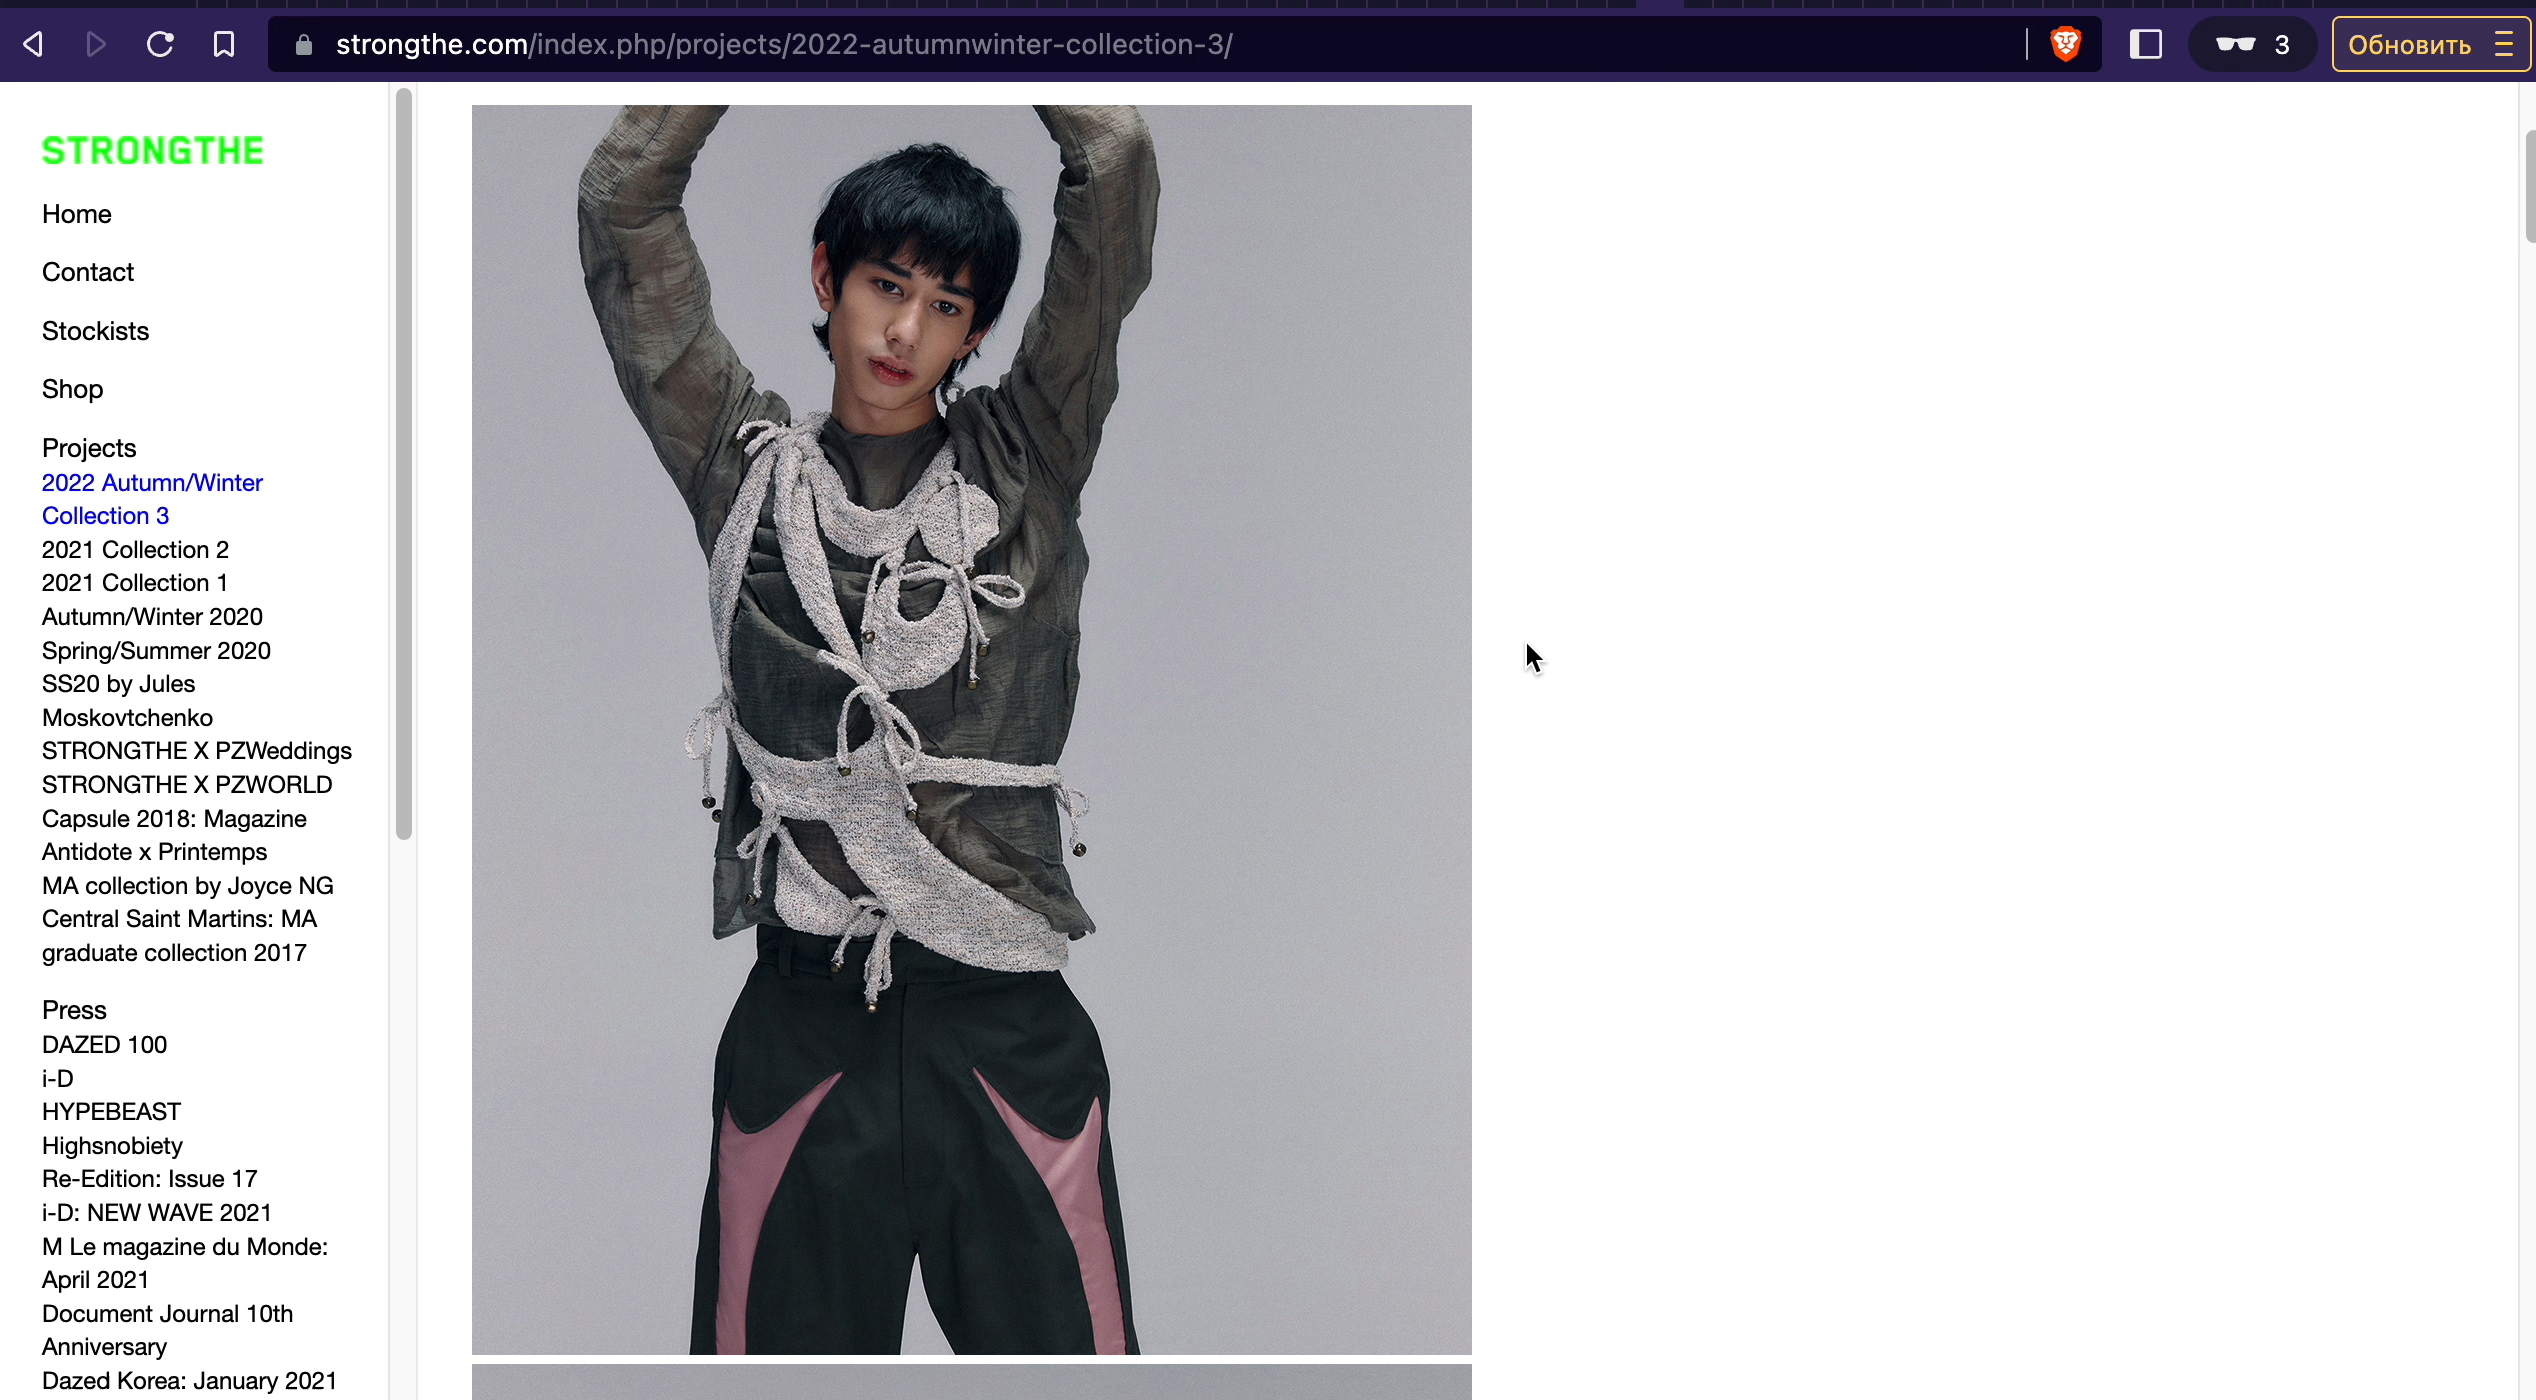 strongthe.com/index.php/projects/2022-autumnwinter-collection-3/
3
Обновить
STRONGTHE
Home
Contact
Stockists
Shop
Projects
2022 Autumn/Winter
Collection 3
2021 Collection 2
2021 Collection 1
Autumn/Winter 2020
Spring/Summer 2020
SS20 by Jules
Moskovtchenko
STRONGTHE X PZWeddings
STRONGTHE X PZWORLD
Capsule 2018: Magazine
Antidote x Printemps
MA collection by Joyce NG
Central Saint Martins: MA
graduate collection 2017
Press
DAZED 100
i-D
HYPEBEAST
Highsnobiety
Re-Edition: Issue 17
i-D: NEW WAVE 2021
M Le magazine du Monde:
April 2021
Document Journal 10th
Anniversary
Dazed Korea: January 2021